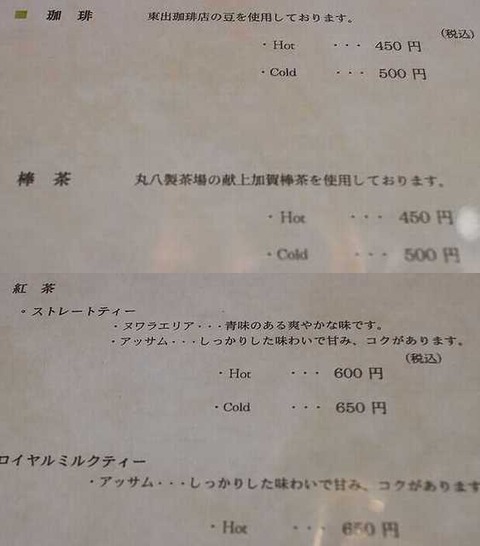 珈 琲 東出珈琲店の豆を使用しております。
(税込)
・Hot ・・・ 450 円
・Cold ・・・ 500 円
棒 茶 丸八製茶場の献上加賀棒茶を使用しております。
・Hot ・・・ 450 円
・Cold ・・・ 500 円
紅 茶
・ストレートティー
・ヌワラエリア・・・青味のある爽やかな味です。
・アッサム・・・しっかりした味わいで甘み、コクがあります。
(税込)
・Hot ・・・ 600 円
・Cold ・・・ 650 円
ロイヤルミルクティー
・アッサム・・・しっかりした味わいで甘み、コクがあります
・Hot ・・・ 650 円